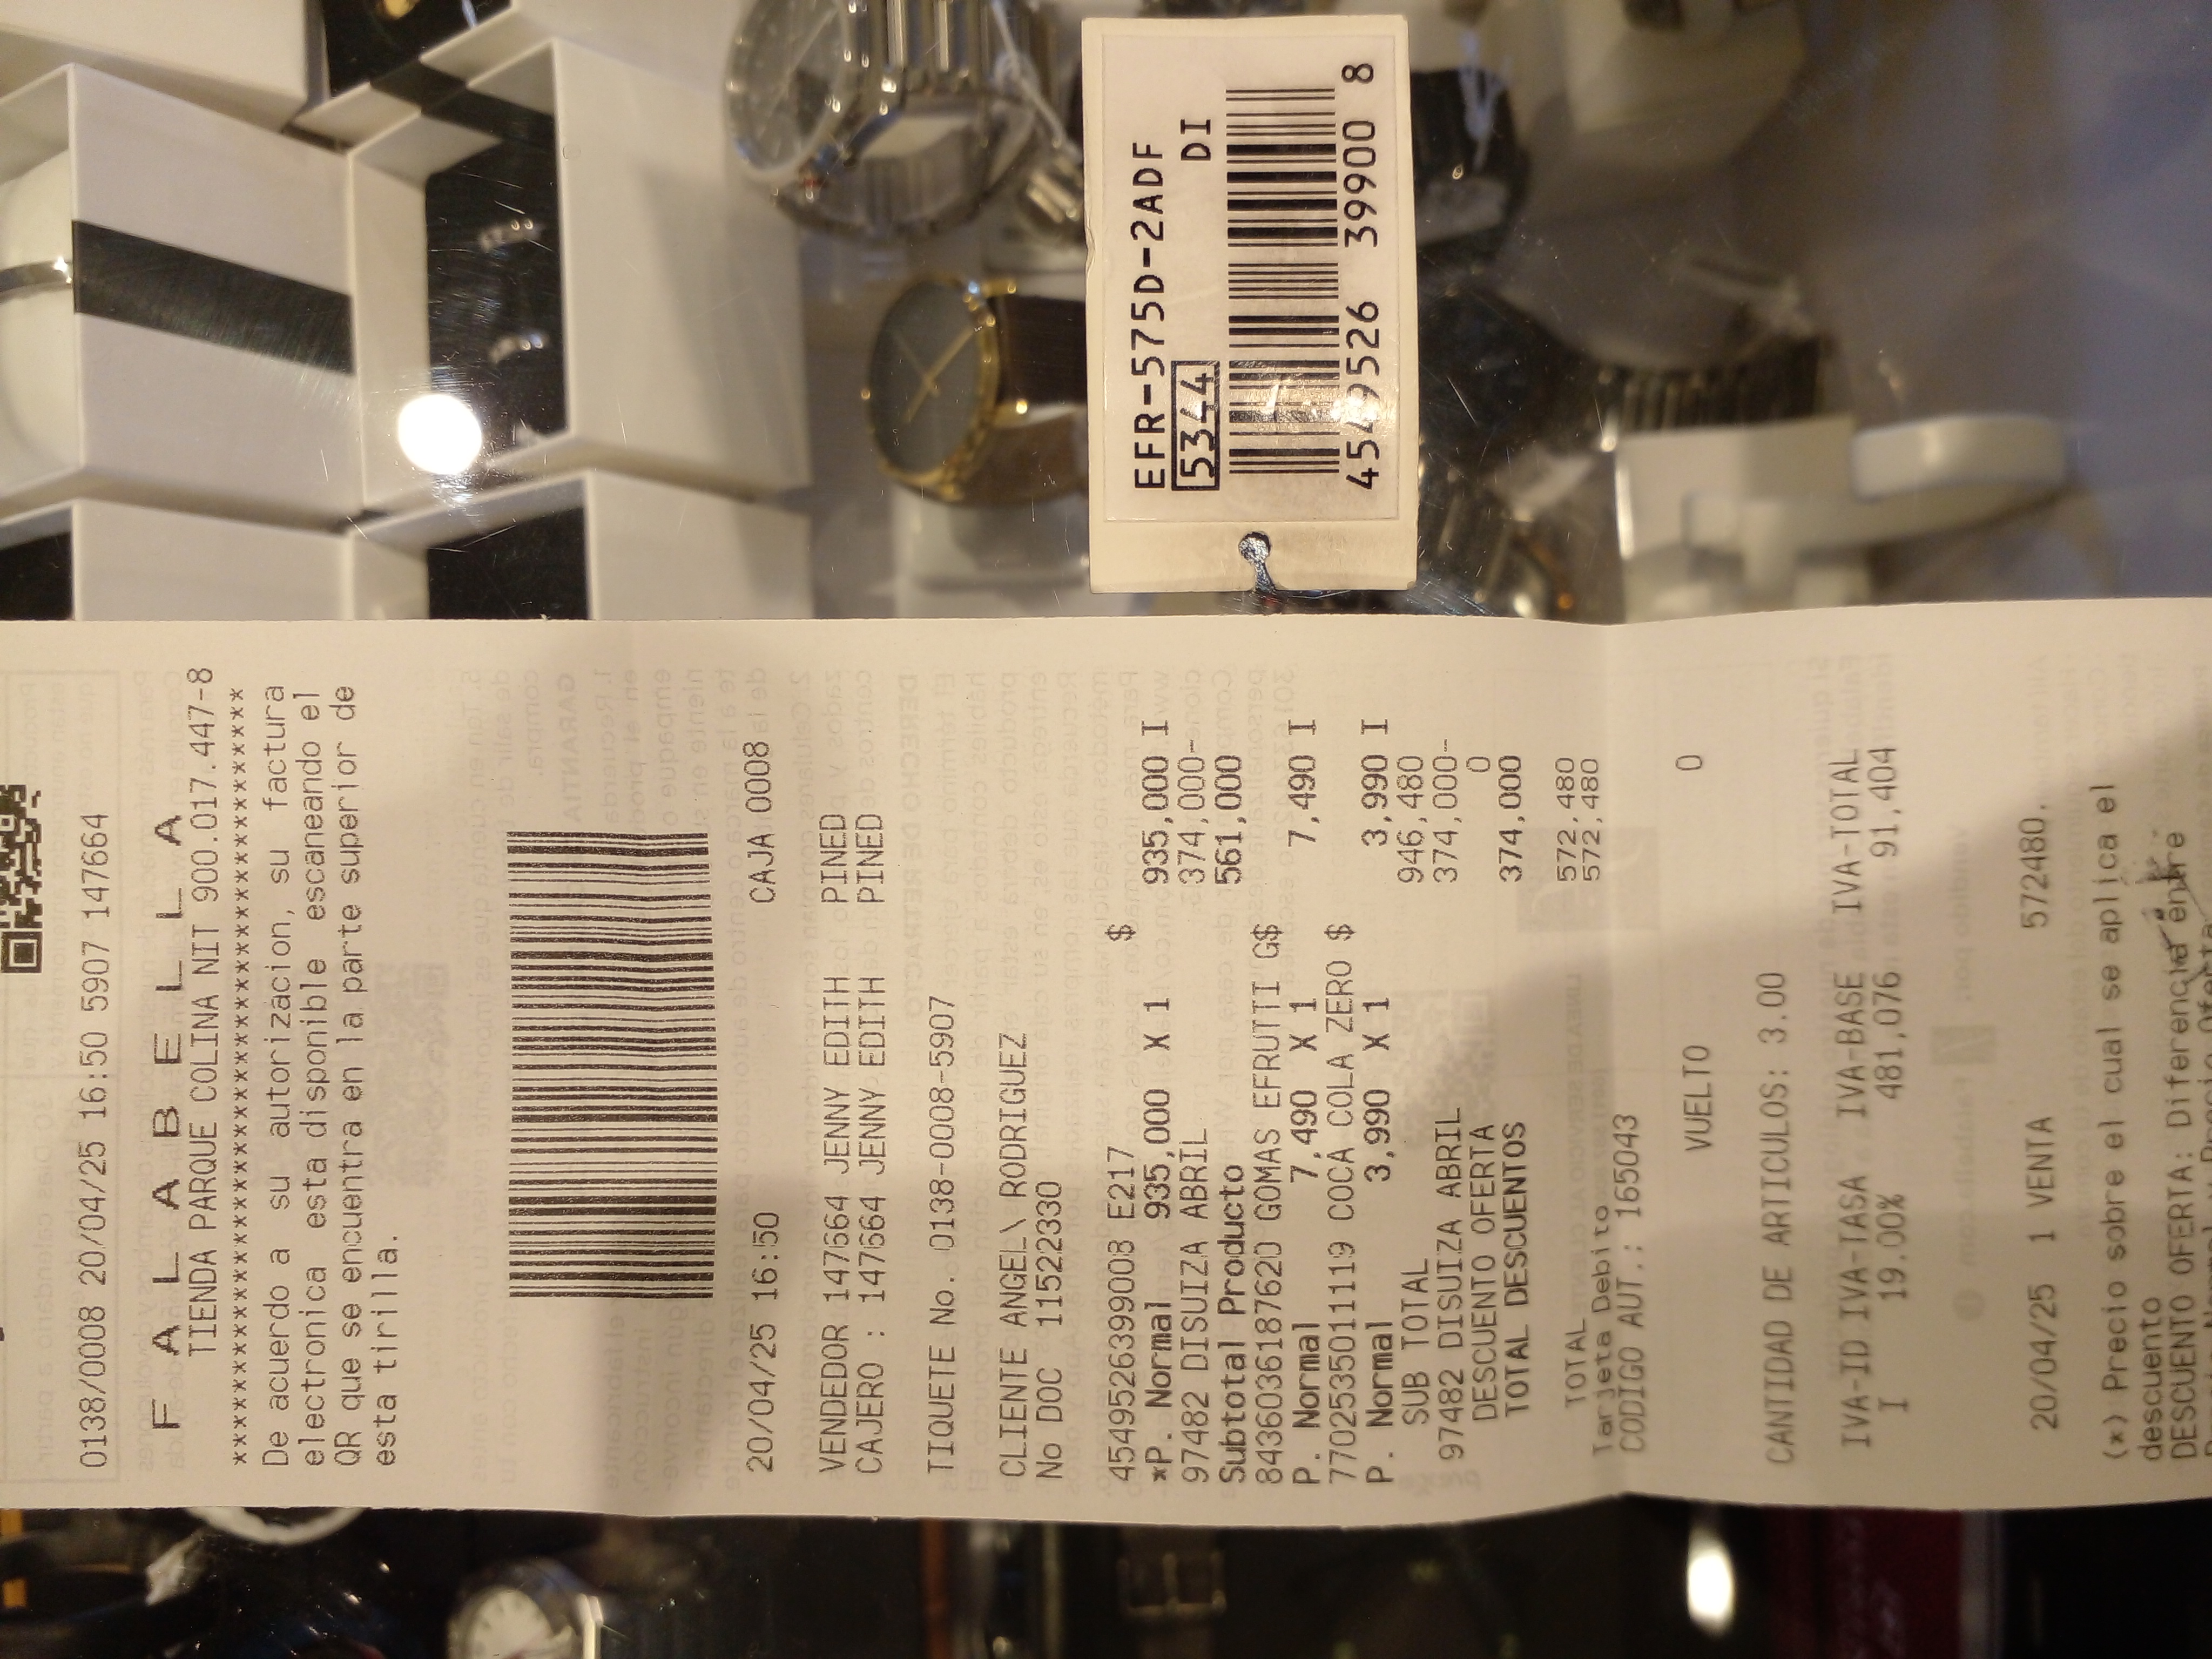 EFR-575D-2ADF
5344 DI
4549526 39900 8
0138/0008 20/04/25 16:50 5907 147664
F A L A B E L L A
TIENDA PARQUE COLINA NIT 900.017.447-8
De acuerdo a su autorizacion, su factura
electronica esta disponible escaneando el
QR que se encuentra en la parte superior de
esta tirilla.
20/04/25 16:50 CAJA 0008
VENDEDOR 147664 JENNY EDITH PINED
CAJERO : 147664 JENNY EDITH PINED
TIQUETE No. 0138-0008-5907
CLIENTE ANGEL\ RODRIGUEZ
No DOC 11522330
4549526399008 E217 $
*P. Normal 935,000 X 1 935,000 I
97482 DISUIZA ABRIL 374,000-
Subtotal Producto 561,000
8436036187620 GOMAS EFRUTTI G$
P. Normal 7,490 X 1 7,490 I
7702535011119 COCA COLA ZERO $
P. Normal 3,990 X 1 3,990 I
SUB TOTAL 946,480
97482 DISUIZA ABRIL 374,000-
DESCUENTO OFERTA 0
TOTAL DESCUENTOS 374,000
TOTAL 572,480
Tarjeta Debito 572,480
CODIGO AUT.: 165043
VUELTO 0
CANTIDAD DE ARTICULOS: 3.00
IVA-ID IVA-TASA IVA-BASE IVA-TOTAL
I 19.00% 481,076 91,404
20/04/25 1 VENTA 572480.
(*) Precio sobre el cual se aplica el
descuento
DESCUENTO OFERTA: Diferencia entre